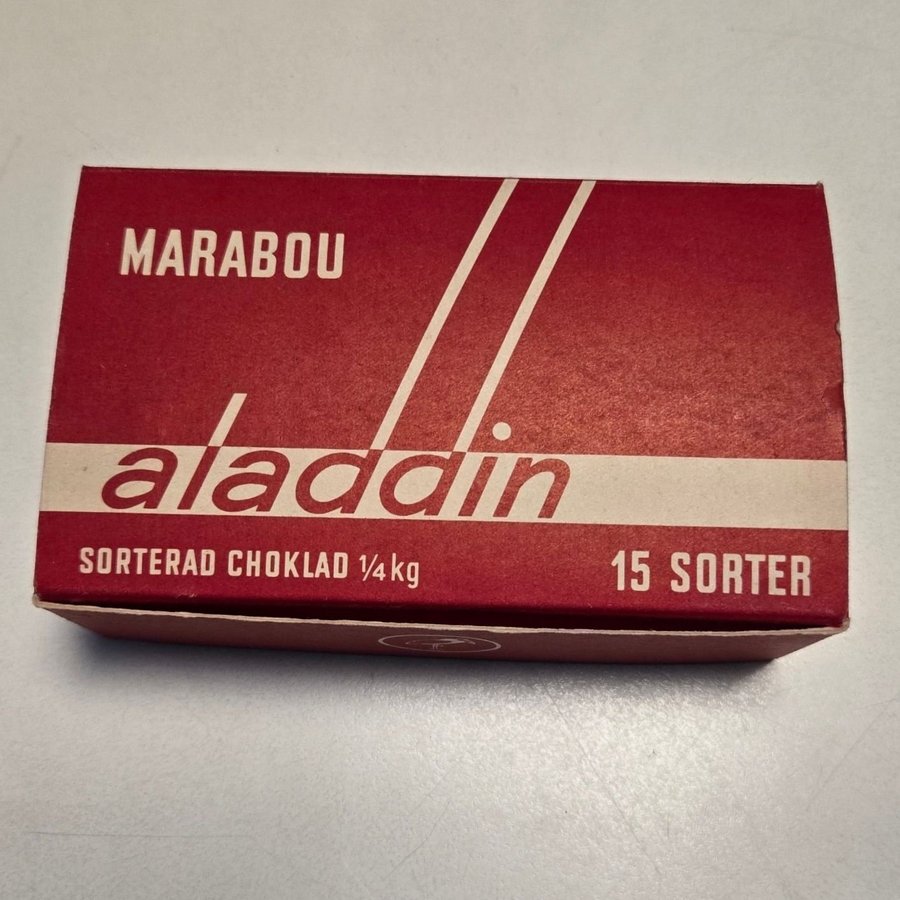 MARABOU
aladdin
SORTERAD CHOKLAD 1/4 kg
15 SORTER